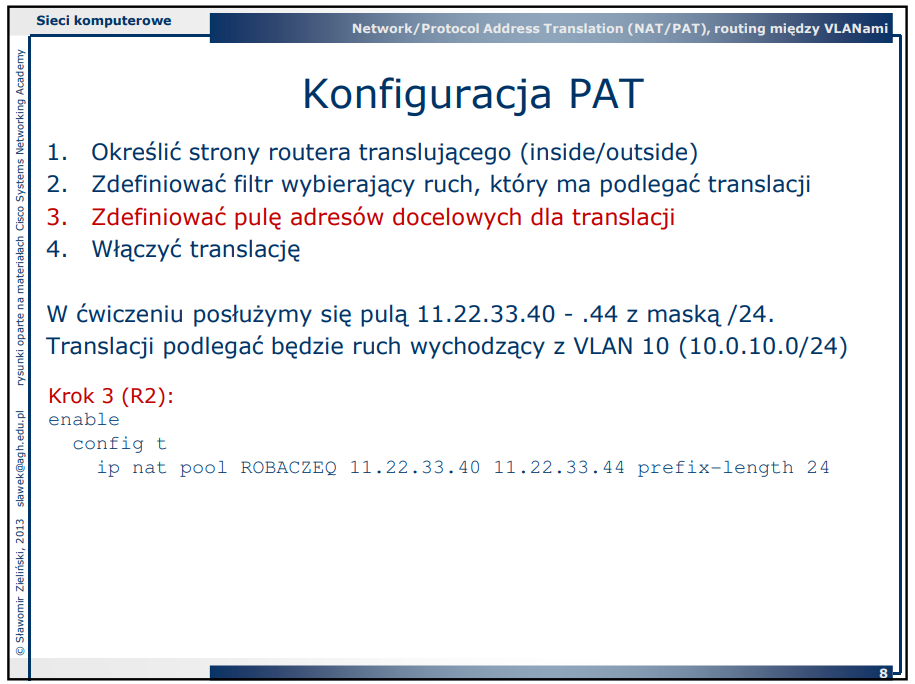 Sieci komputerowe
Network/Protocol Address Translation (NAT/PAT), routing między VLANami
Konfiguracja PAT
1. Określić strony routera translującego (inside/outside)
2. Zdefiniować filtr wybierający ruch, który ma podlegać translacji
3. Zdefiniować pulę adresów docelowych dla translacji
4. Włączyć translację
W ćwiczeniu posłużymy się pulą 11.22.33.40 - .44 z maską /24.
Translacji podlegać będzie ruch wychodzący z VLAN 10 (10.0.10.0/24)
Krok 3 (R2):
enable
config t
ip nat pool ROBACZEQ 11.22.33.40 11.22.33.44 prefix-length 24
© Sławomir Zieliński, 2013 slawek@agh.edu.pl rysunki oparte na materiałach Cisco Systems Networking Academy
8